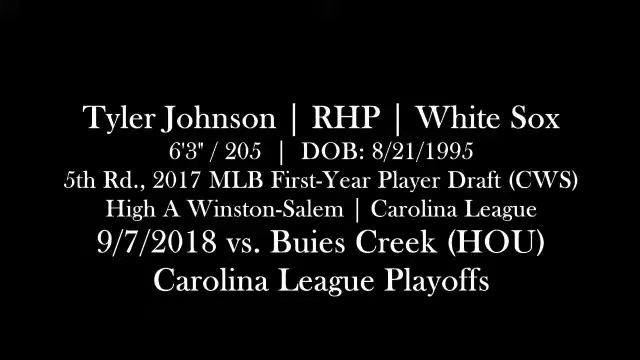 Tyler Johnson | RHP | White Sox
6'3" / 205 | DOB: 8/21/1995
5th Rd., 2017 MLB First-Year Player Draft (CWS)
High A Winston-Salem | Carolina League
9/7/2018 vs. Buies Creek (HOU)
Carolina League Playoffs